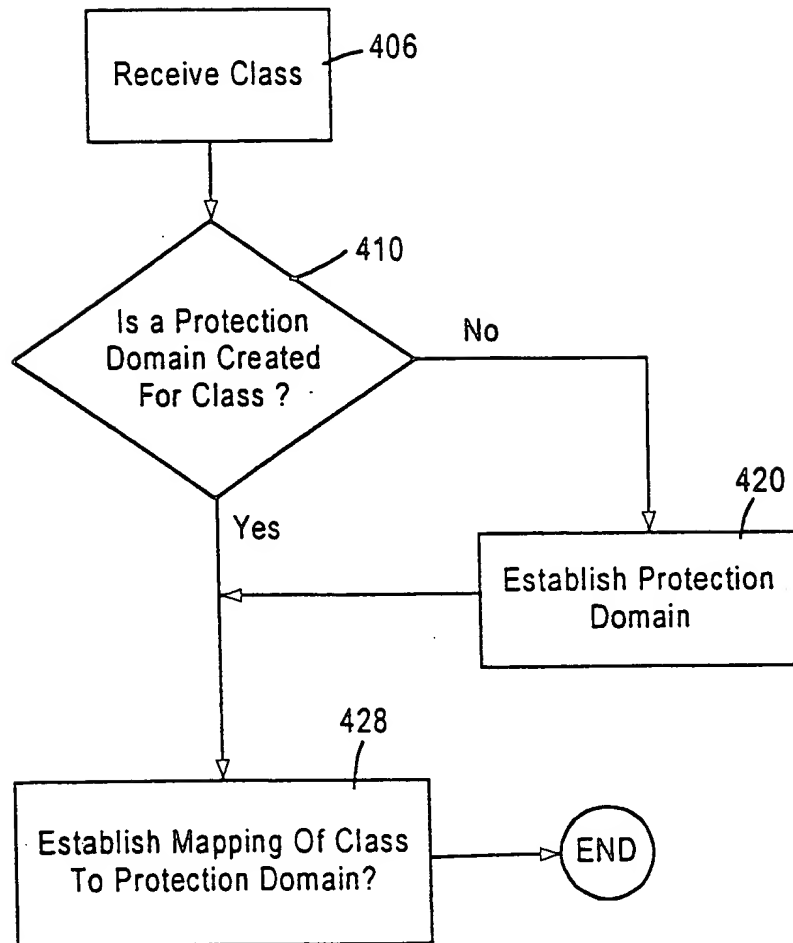 Receive Class
406
410
Is a Protection
Domain Created
For Class ?
No
Yes
420
Establish Protection
Domain
428
Establish Mapping Of Class
To Protection Domain?
END